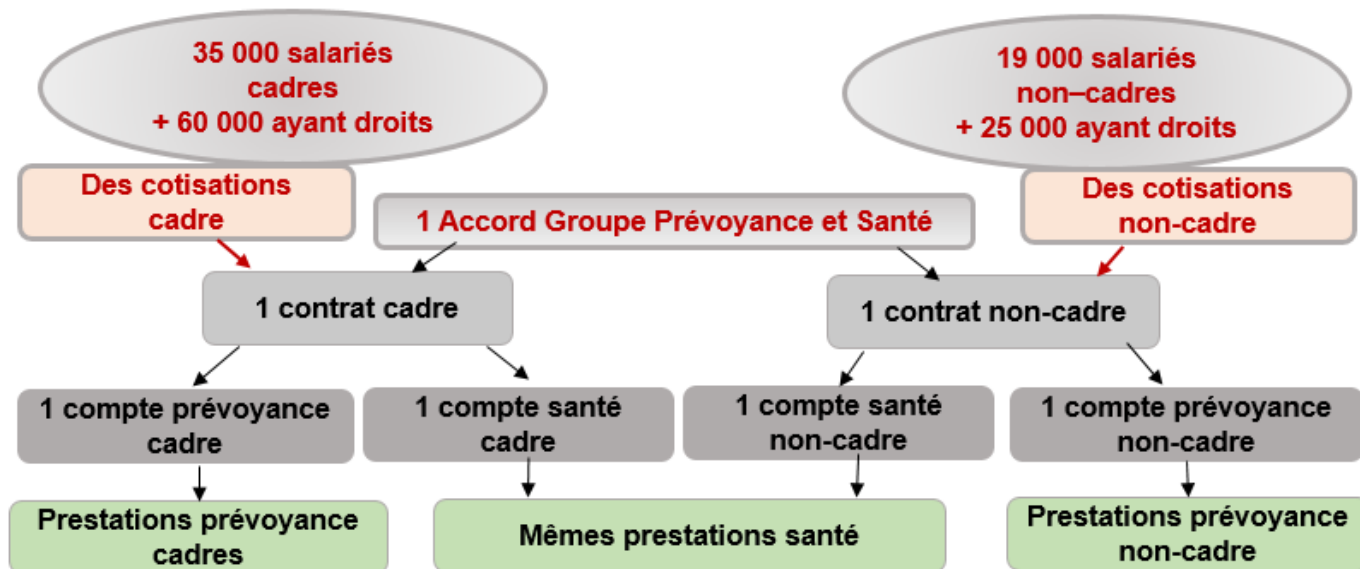 35 000 salariés
cadres
+ 60 000 ayant droits
19 000 salariés
non–cadres
+ 25 000 ayant droits
Des cotisations
cadre
1 Accord Groupe Prévoyance et Santé
Des cotisations
non-cadre
1 contrat cadre
1 contrat non-cadre
1 compte prévoyance
cadre
1 compte santé
cadre
1 compte santé
non-cadre
1 compte prévoyance
non-cadre
Prestations prévoyance
cadres
Mêmes prestations santé
Prestations prévoyance
non-cadre